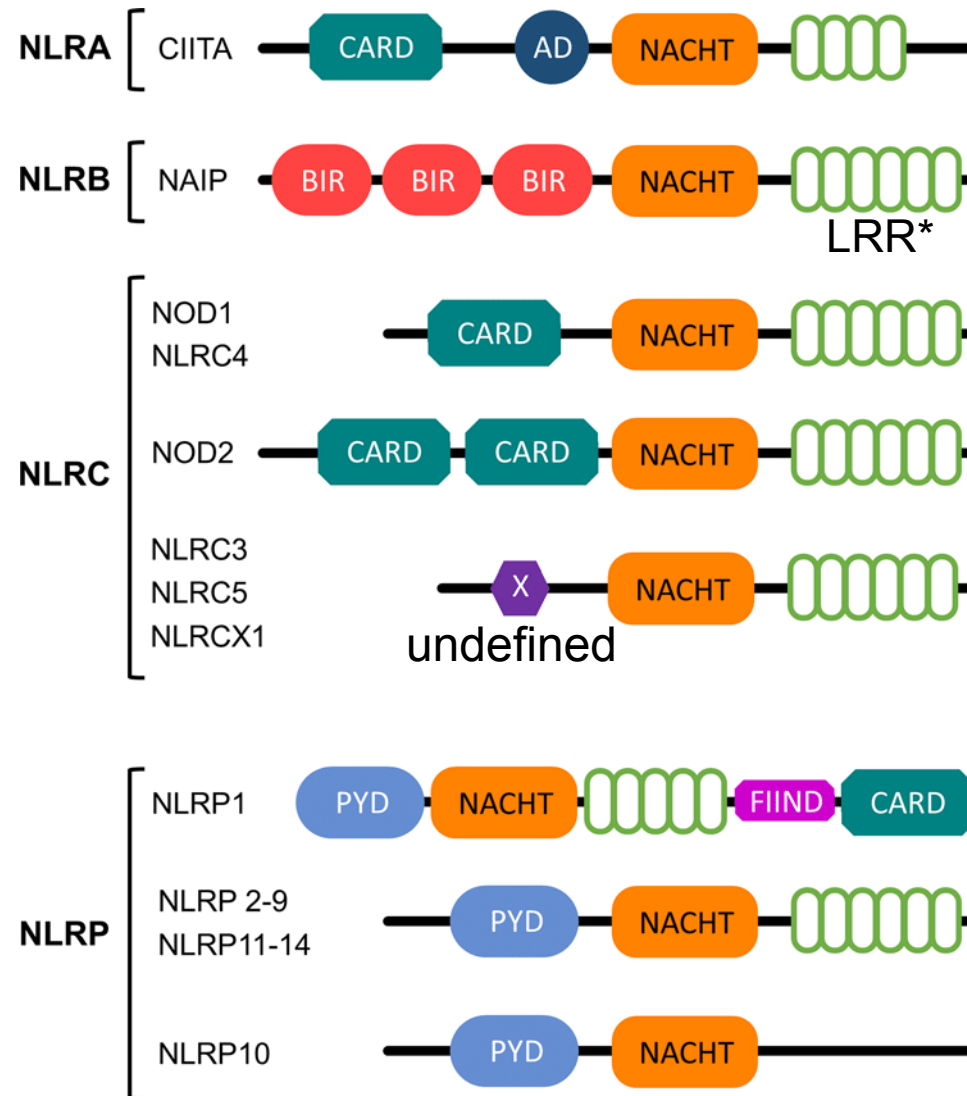 NLRA CIITA CARD AD NACHT
NLRB NAIP BIR BIR BIR NACHT
LRR*
NLRC
NOD1
NLRC4
CARD NACHT
NOD2 CARD CARD NACHT
NLRC3
NLRC5
NLRCX1
X NACHT
undefined
NLRP
NLRP1 PYD NACHT FIIND CARD
NLRP 2-9
NLRP11-14
PYD NACHT
NLRP10 PYD NACHT